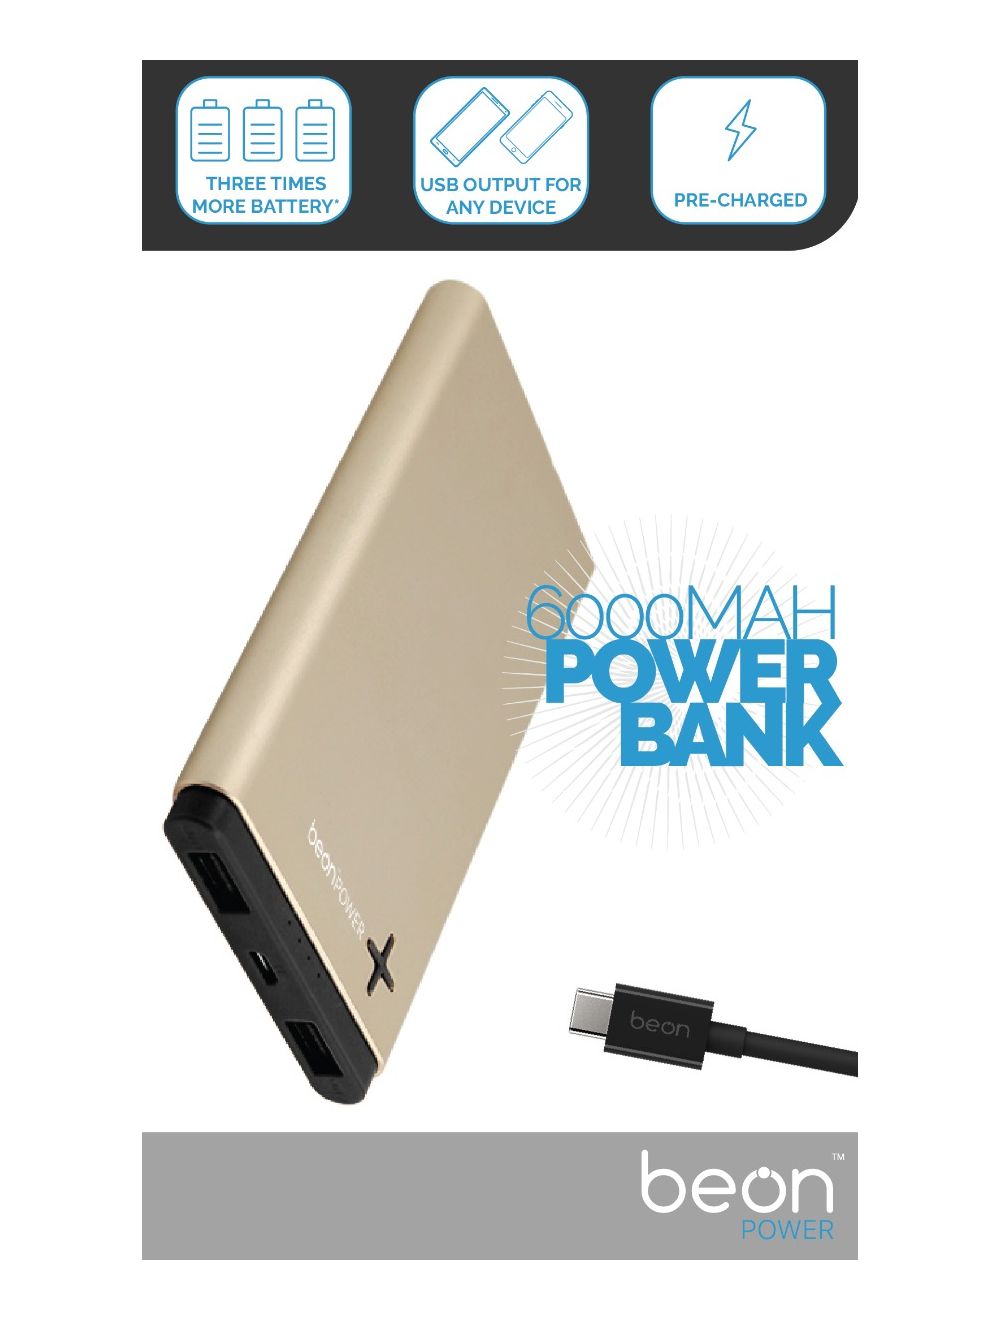 THREE TIMES
MORE BATTERY*
USB OUTPUT FOR
ANY DEVICE
PRE-CHARGED
6000MAH
POWER
BANK
beonPOWER
beon
beon™
POWER